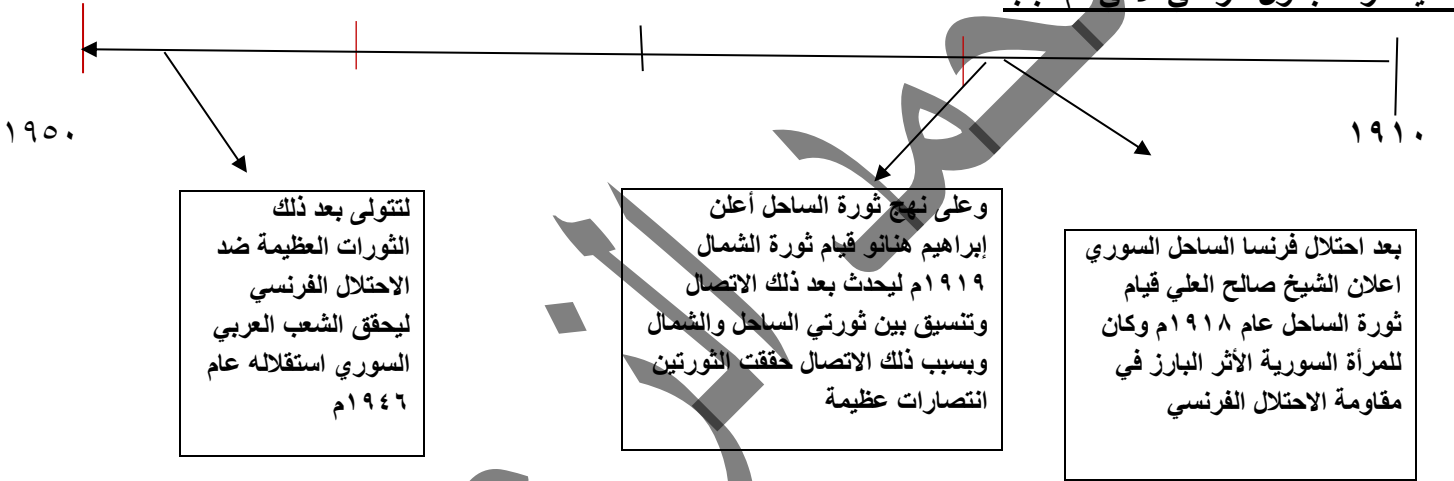 ١٩١٠
١٩٥٠
بعد احتلال فرنسا الساحل السوري
اعلان الشيخ صالح العلي قيام
ثورة الساحل عام ١٩١٨م وكان
للمرأة السورية الأثر البارز في
مقاومة الاحتلال الفرنسي
وعلى نهج ثورة الساحل أعلن
إبراهيم هنانو قيام ثورة الشمال
١٩١٩م ليحدث بعد ذلك الاتصال
وتنسيق بين ثورتي الساحل والشمال
وبسبب ذلك الاتصال حققت الثورتين
انتصارات عظيمة
لتتولى بعد ذلك
الثورات العظيمة ضد
الاحتلال الفرنسي
ليحقق الشعب العربي
السوري استقلاله عام
١٩٤٦م